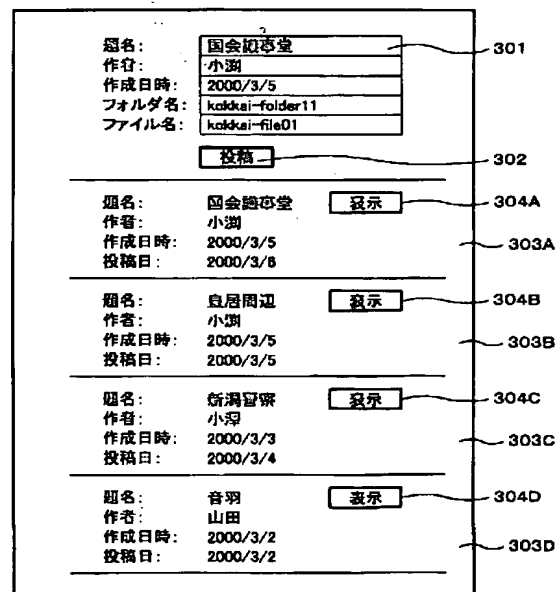 題名: 国会議事堂 301
作者: 小渕
作成日時: 2000/3/5
フォルダ名: kokkai-folder11
ファイル名: kokkai-file01
投稿 302
題名: 国会議事堂 表示 304A
作者: 小渕
作成日時: 2000/3/5 303A
投稿日: 2000/3/6
題名: 皇居周辺 表示 304B
作者: 小渕
作成日時: 2000/3/5 303B
投稿日: 2000/3/5
題名: 新潟警察 表示 304C
作者:
作成日時: 2000/3/3 303C
投稿日: 2000/3/4
題名: 音羽 表示 304D
作者: 山田
作成日時: 2000/3/2 303D
投稿日: 2000/3/2